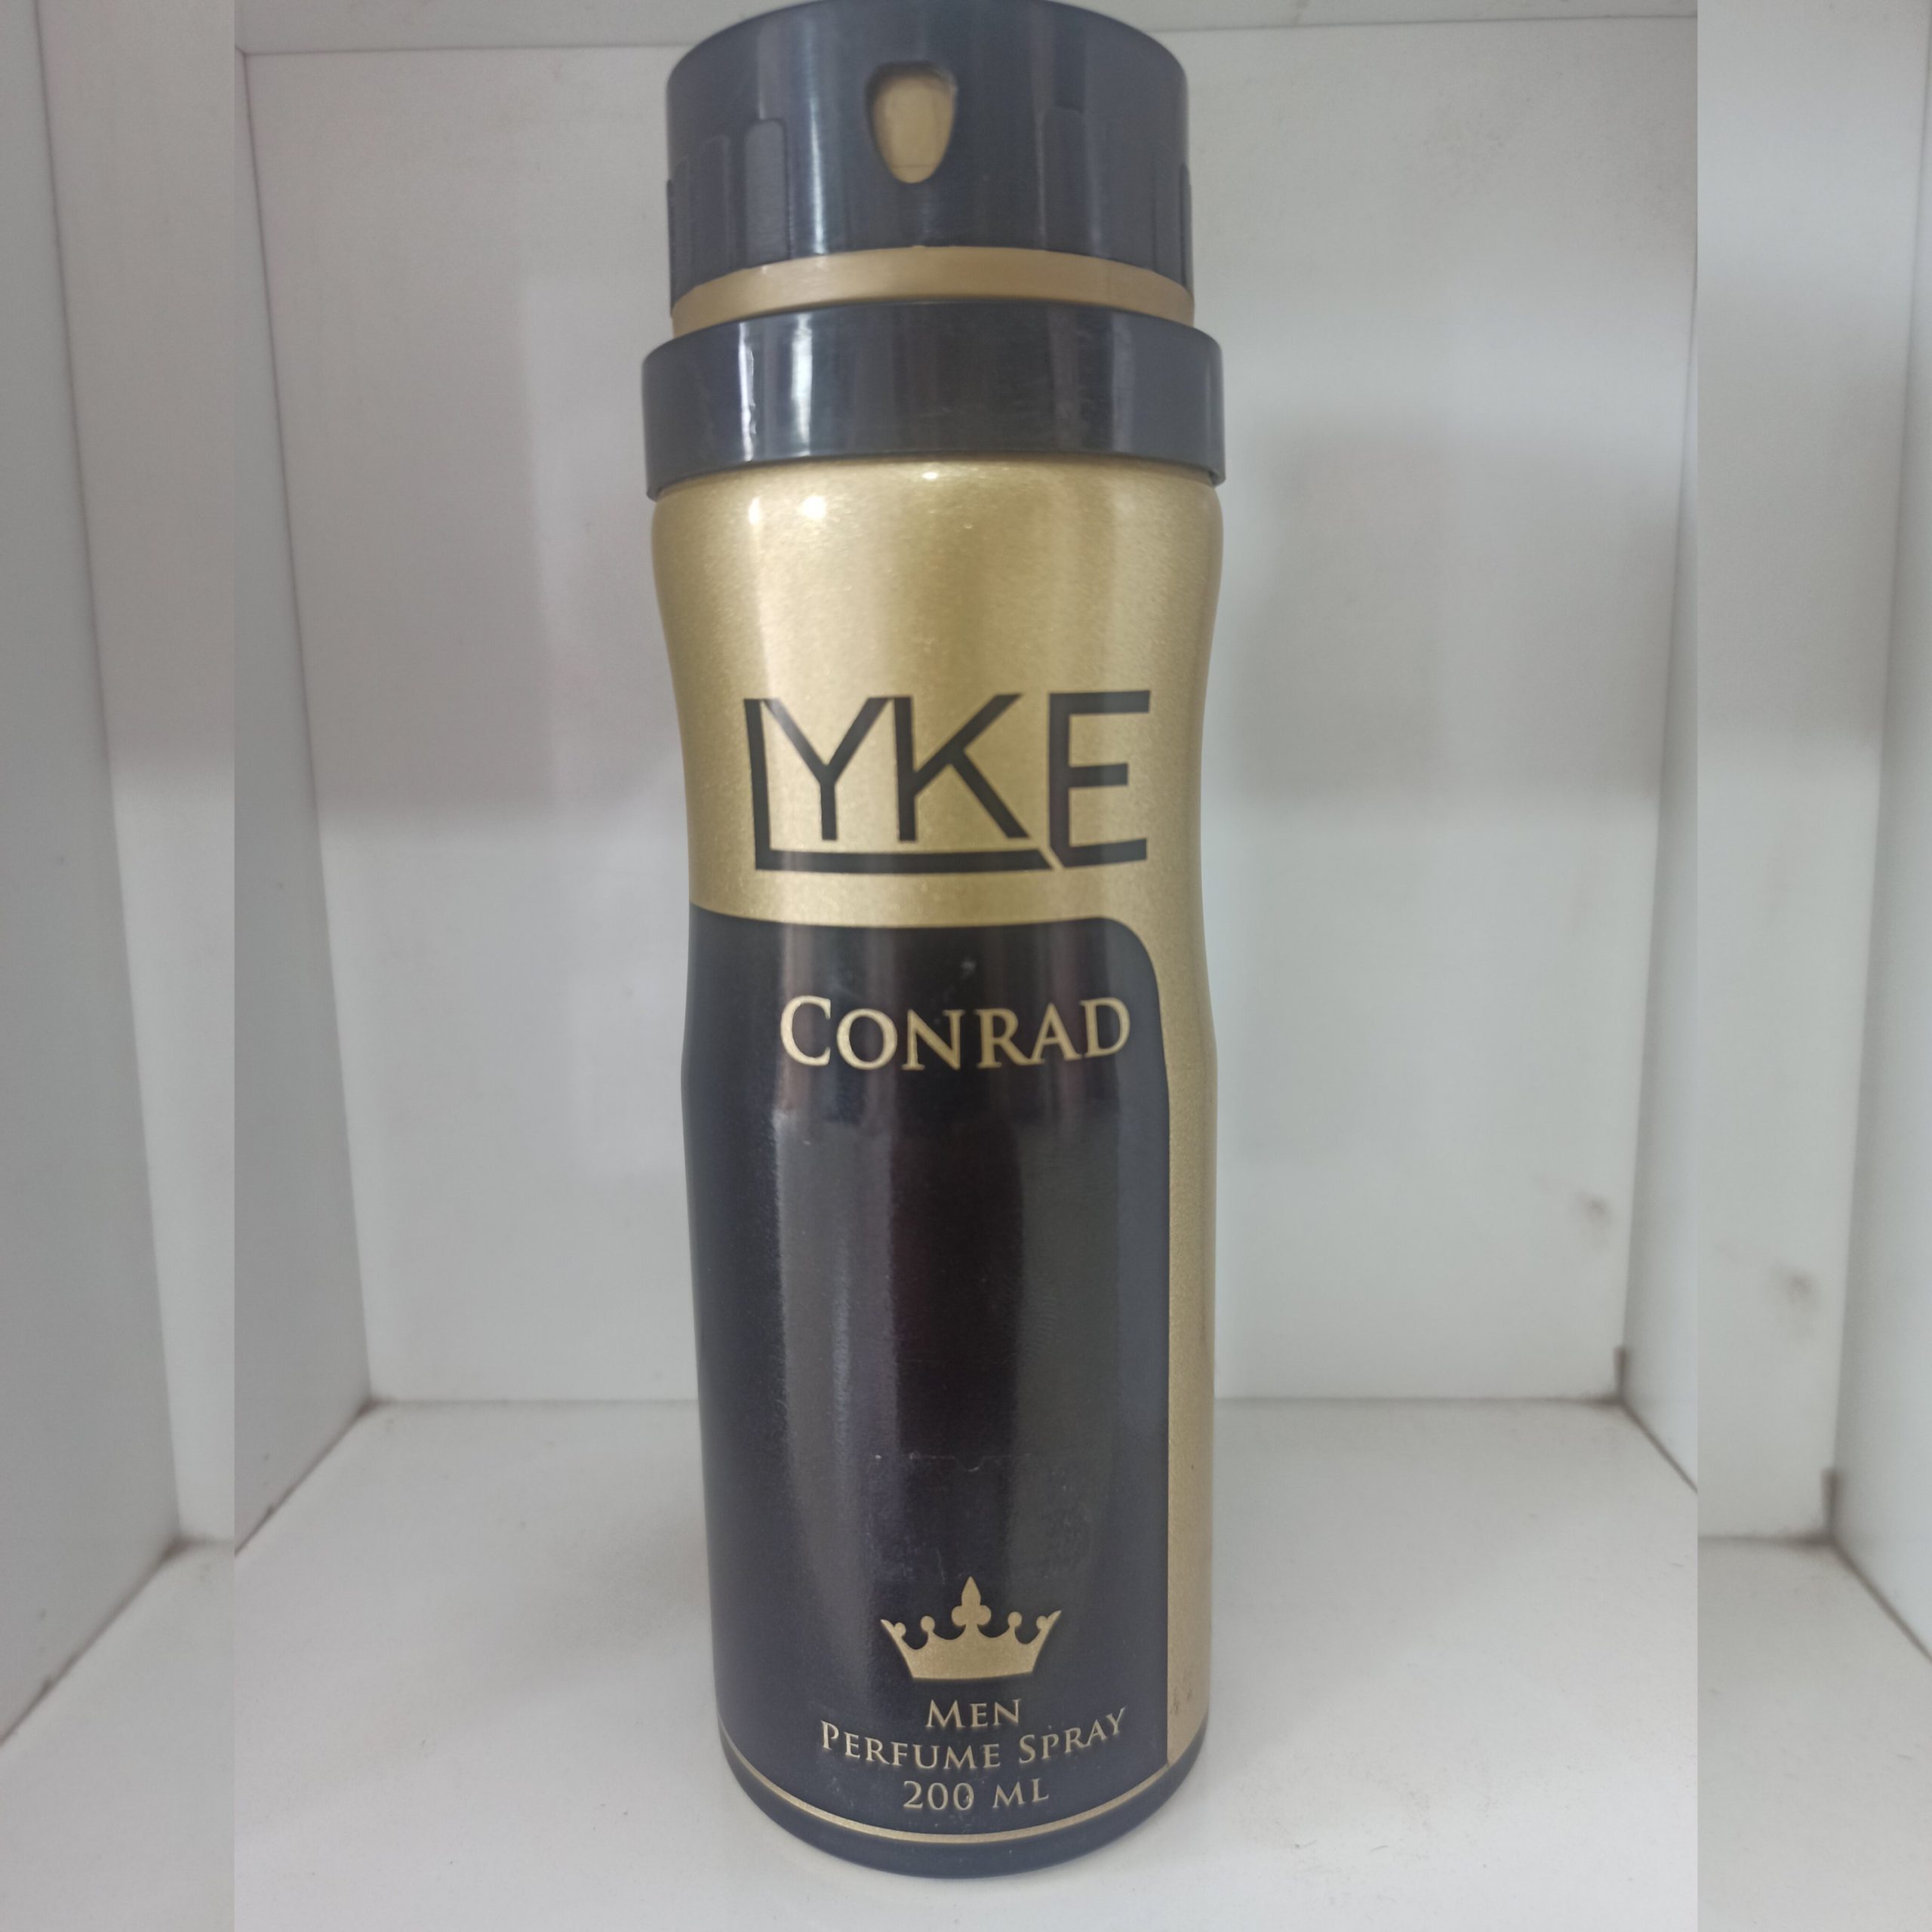 LYKE
CONRAD
MEN
PERFUME SPRAY
200 ML